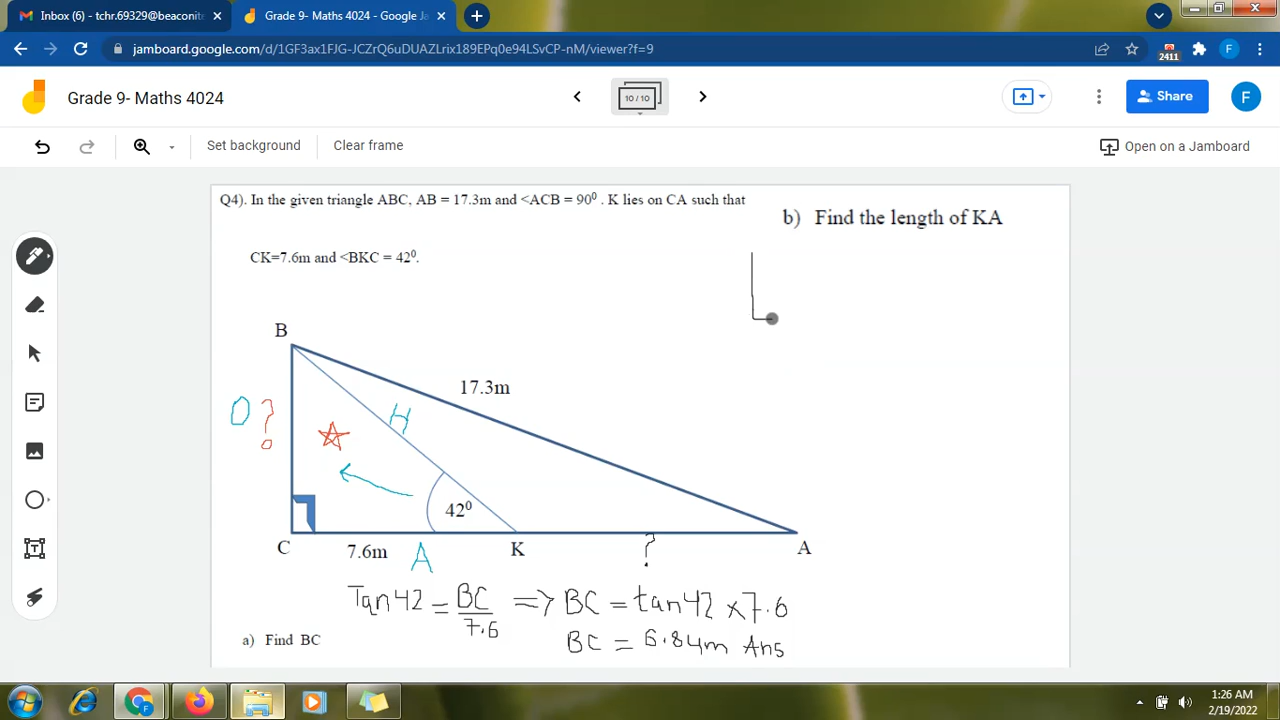 Inbox (6) - tchr.69329@beaconite
Grade 9- Maths 4024 - Google Ja
jamboard.google.com/d/1GF3ax1FJG-JCZrQ6uDUAZLrix189EPq0e94LSvCP-nM/viewer?f=9
2411
F
Grade 9- Maths 4024
10 / 10
Share
F
Set background
Clear frame
Open on a Jamboard
Q4). In the given triangle ABC, AB = 17.3m and <ACB = 90⁰ . K lies on CA such that
b) Find the length of KA
CK=7.6m and <BKC = 42⁰.
B
17.3m
O ?
H
42⁰
C
7.6m
A
K
?
A
Tan42 = BC/7.6 => BC = tan42 x7.6
a) Find BC
BC = 6.84m Ans
1:26 AM
2/19/2022